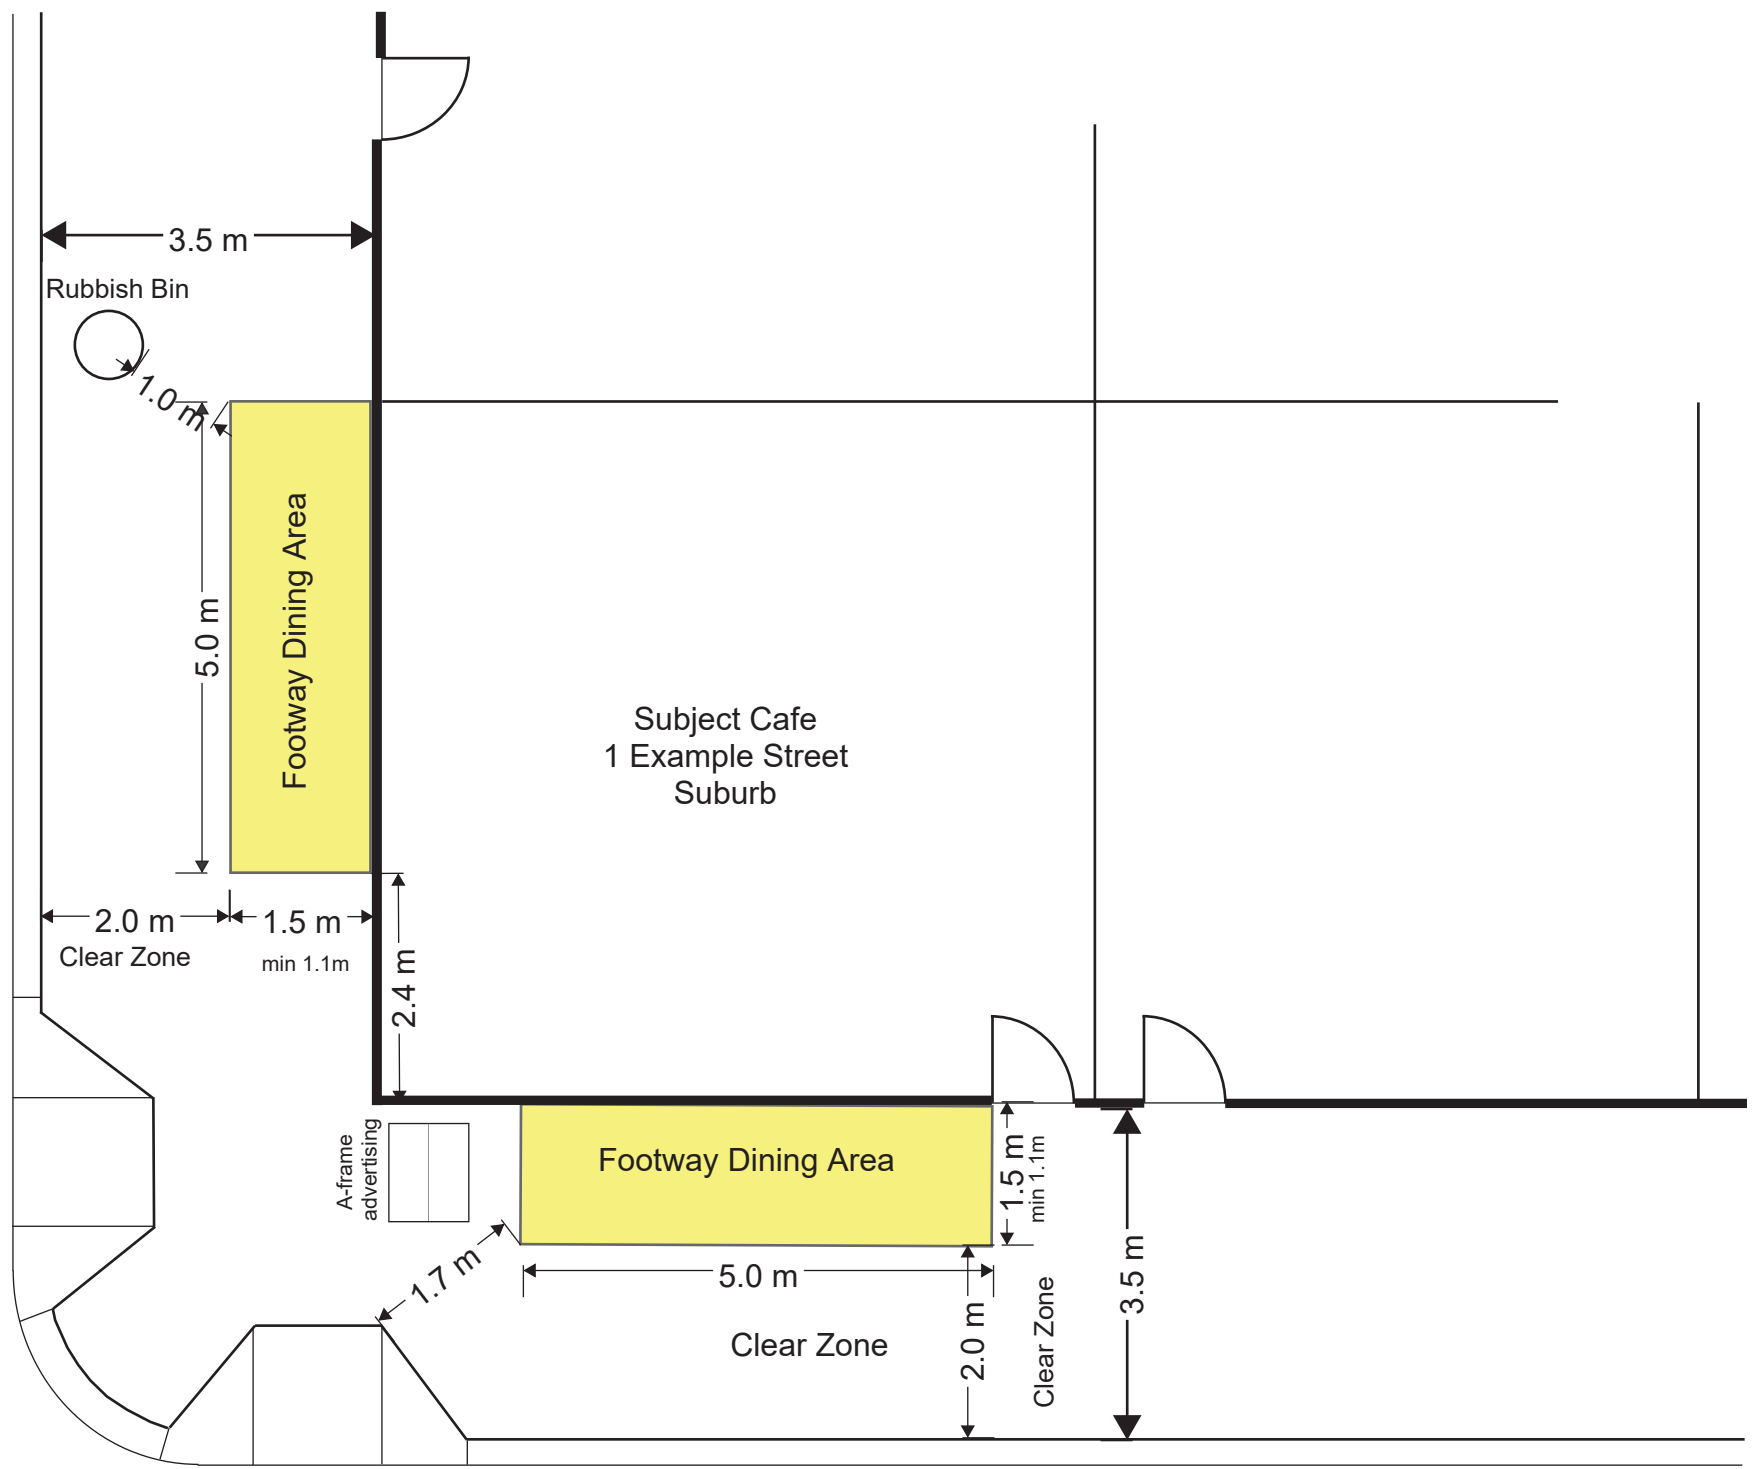 3.5 m
Rubbish Bin
1.0 m
Footway Dining Area
5.0 m
Subject Cafe
1 Example Street
Suburb
2.0 m
1.5 m
Clear Zone
min 1.1m
2.4 m
A-frame
advertising
Footway Dining Area
1.5 m
min 1.1m
1.7 m
5.0 m
3.5 m
Clear Zone
2.0 m
Clear Zone